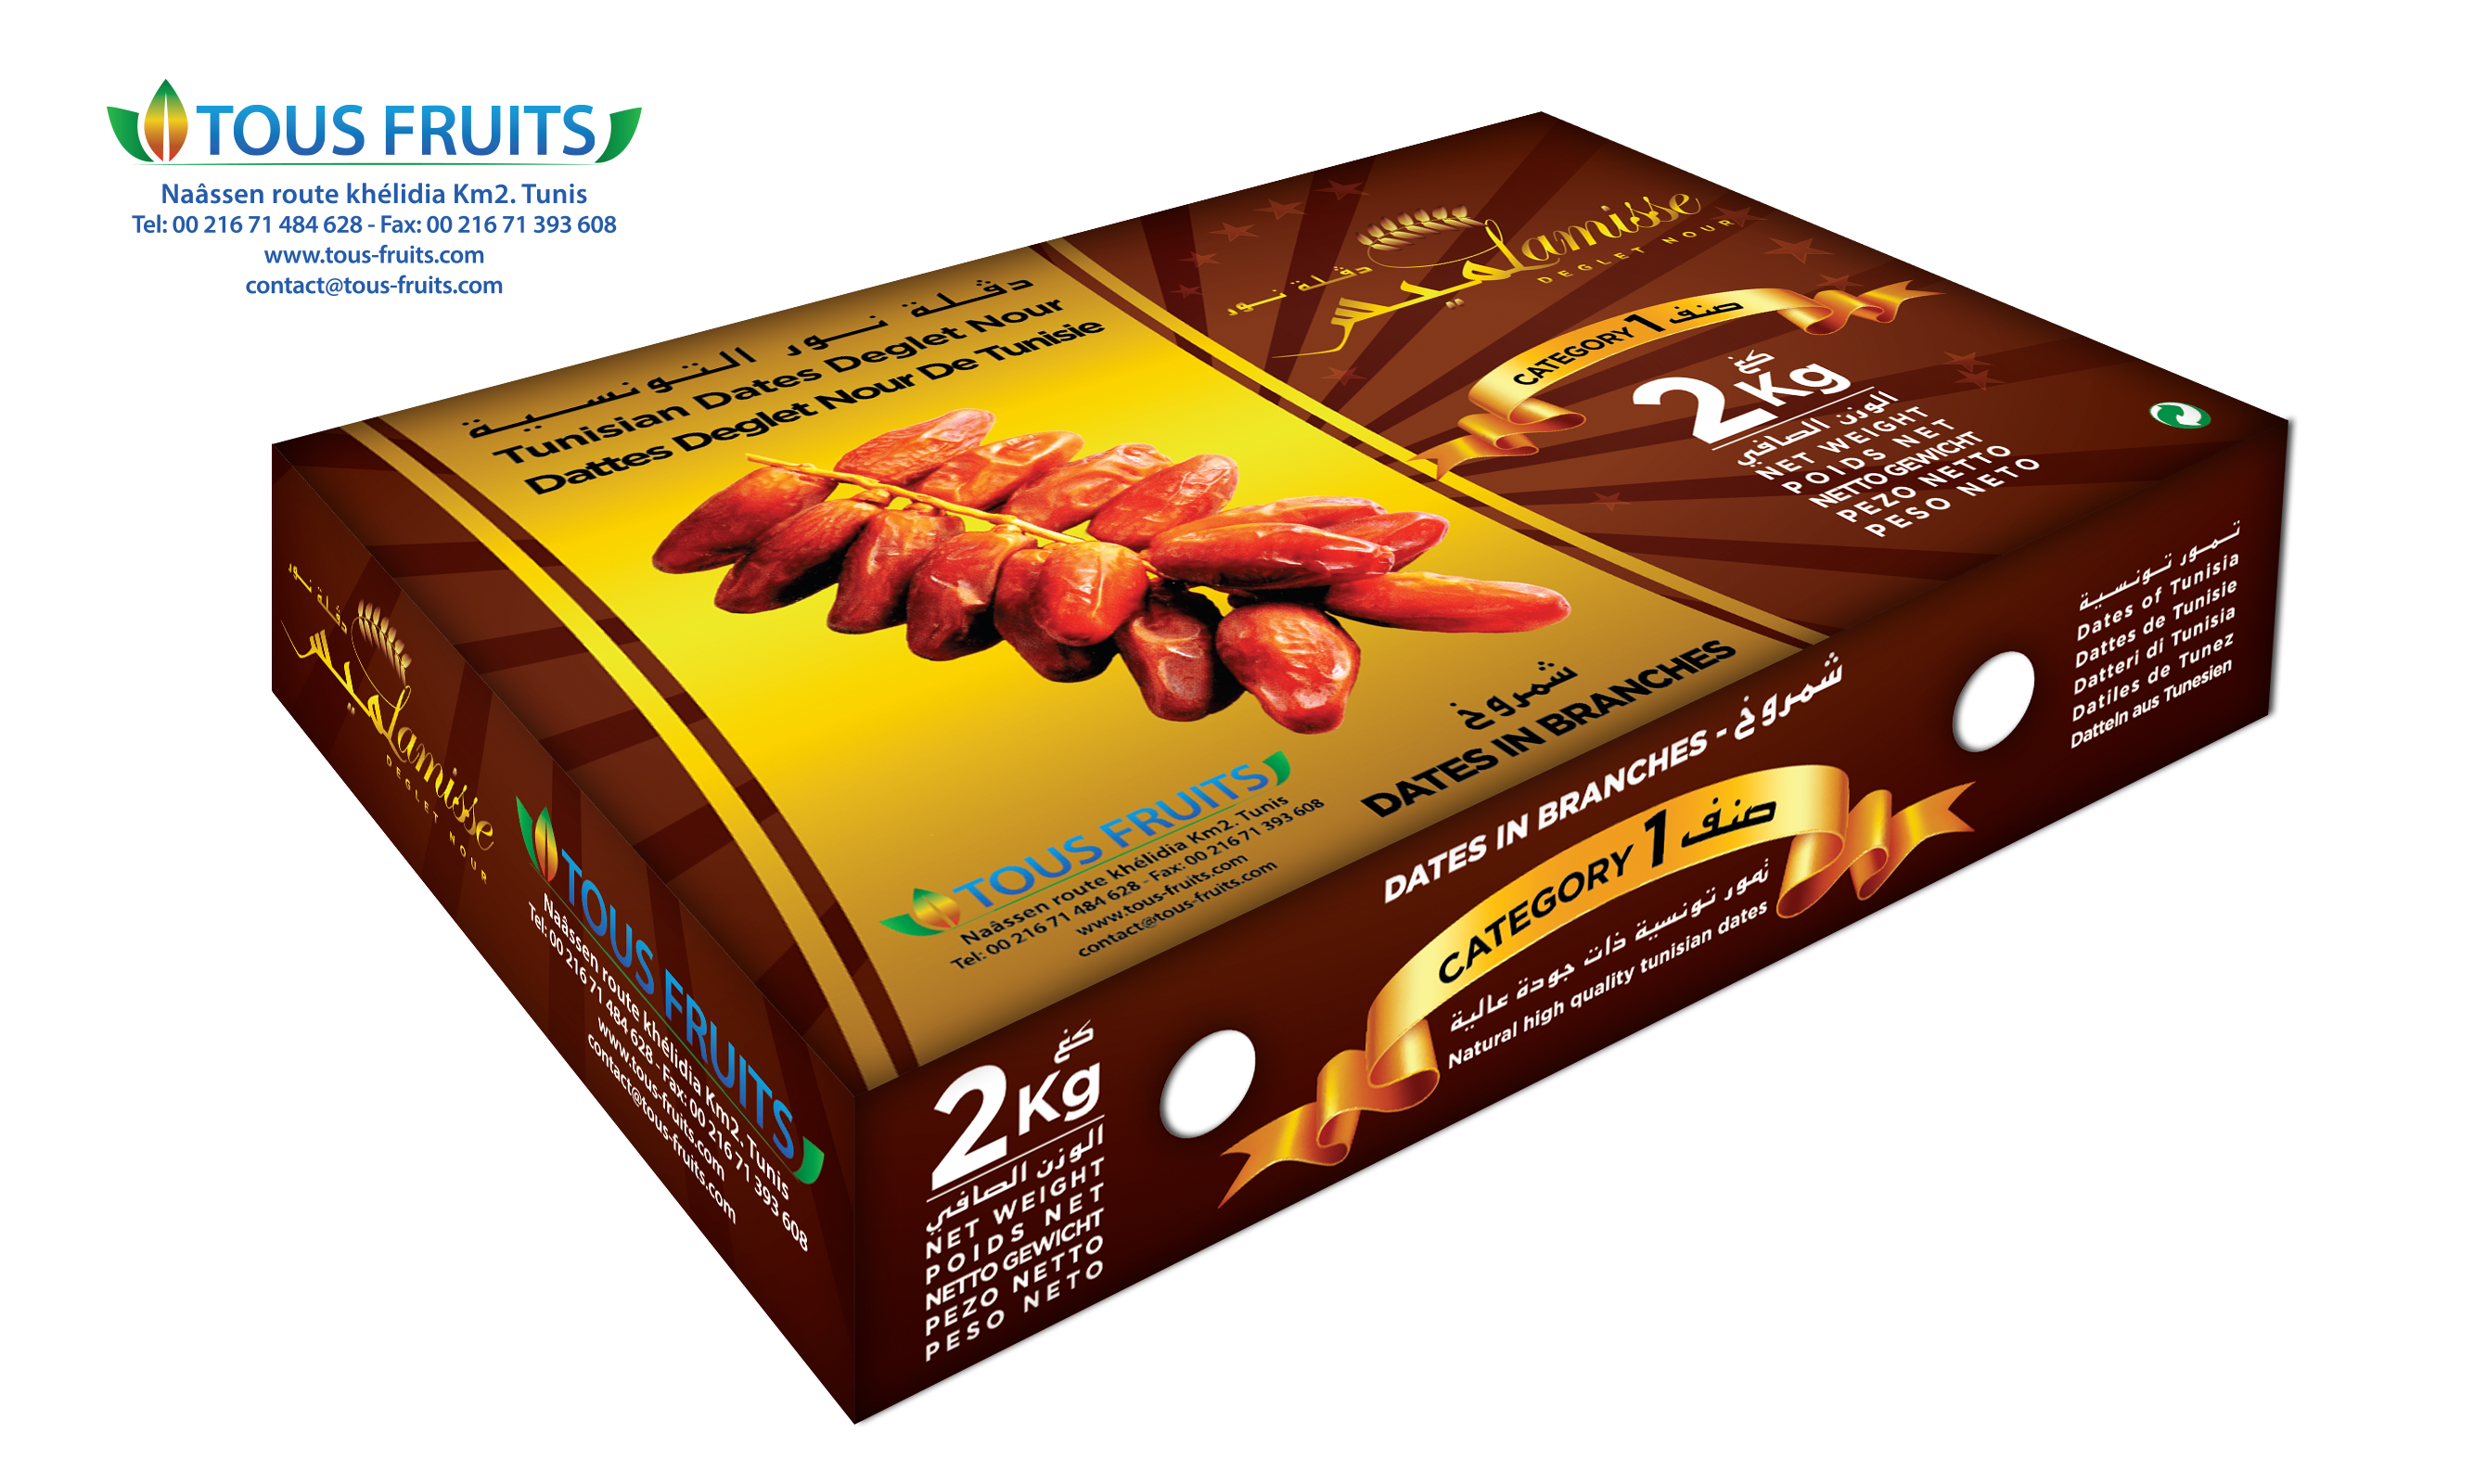 TOUS FRUITS
Naâssen route khélidia Km2. Tunis
Tel: 00 216 71 484 628 - Fax: 00 216 71 393 608
www.tous-fruits.com
contact@tous-fruits.com
دقلة نور التونسية
Tunisian Dates Deglet Nour
Dattes Deglet Nour De Tunisie
شمروخ
DATES IN BRANCHES
TOUS FRUITS
Naâssen route khélidia Km2. Tunis
Tel: 00 216 71 484 628 - Fax: 00 216 71 393 608
www.tous-fruits.com
contact@tous-fruits.com
Lamisse
DEGLET NOUR
دقلة نور
لميس
CATEGORY 1 صنف
2Kg كغ
الوزن الصافي
NET WEIGHT
POIDS NET
NETTO GEWICHT
PEZO NETTO
PESO NETO
دقلة نور
لميس
Lamisse
DEGLET NOUR
TOUS FRUITS
Naâssen route khélidia Km2. Tunis
Tel: 00 216 71 484 628 - Fax: 00 216 71 393 608
www.tous-fruits.com
contact@tous-fruits.com
2Kg كغ
الوزن الصافي
NET WEIGHT
POIDS NET
NETTO GEWICHT
PEZO NETTO
PESO NETO
DATES IN BRANCHES - شمروخ
CATEGORY 1 صنف
تمور تونسية ذات جودة عالية
Natural high quality tunisian dates
تمور تونسية
Dates of Tunisia
Dattes de Tunisie
Datteri di Tunisia
Datiles de Tunez
Datteln aus Tunesien